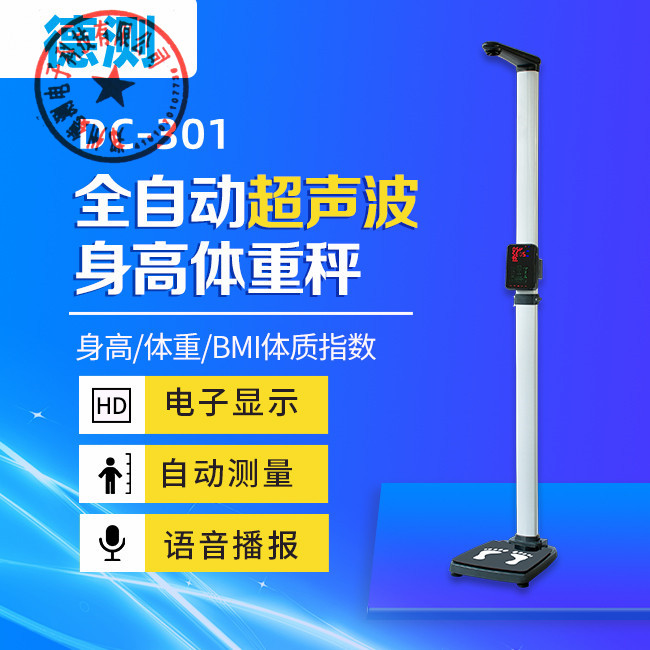 德测
DC-301
全自动超声波
身高体重秤
身高/体重/BMI体质指数
HD 电子显示
自动测量
语音播报